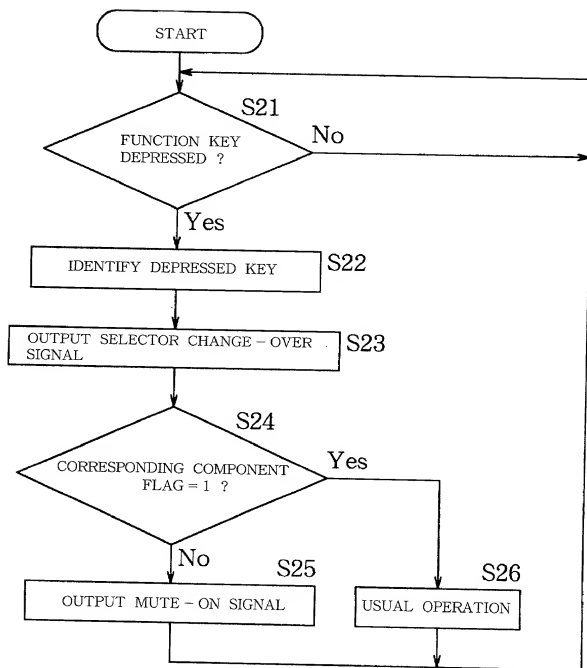 START
S21
FUNCTION KEY
DEPRESSED ?
No
Yes
IDENTIFY DEPRESSED KEY
S22
OUTPUT SELECTOR CHANGE-OVER
SIGNAL
S23
S24
CORRESPONDING COMPONENT
FLAG=1 ?
Yes
No
S25
OUTPUT MUTE-ON SIGNAL
S26
USUAL OPERATION